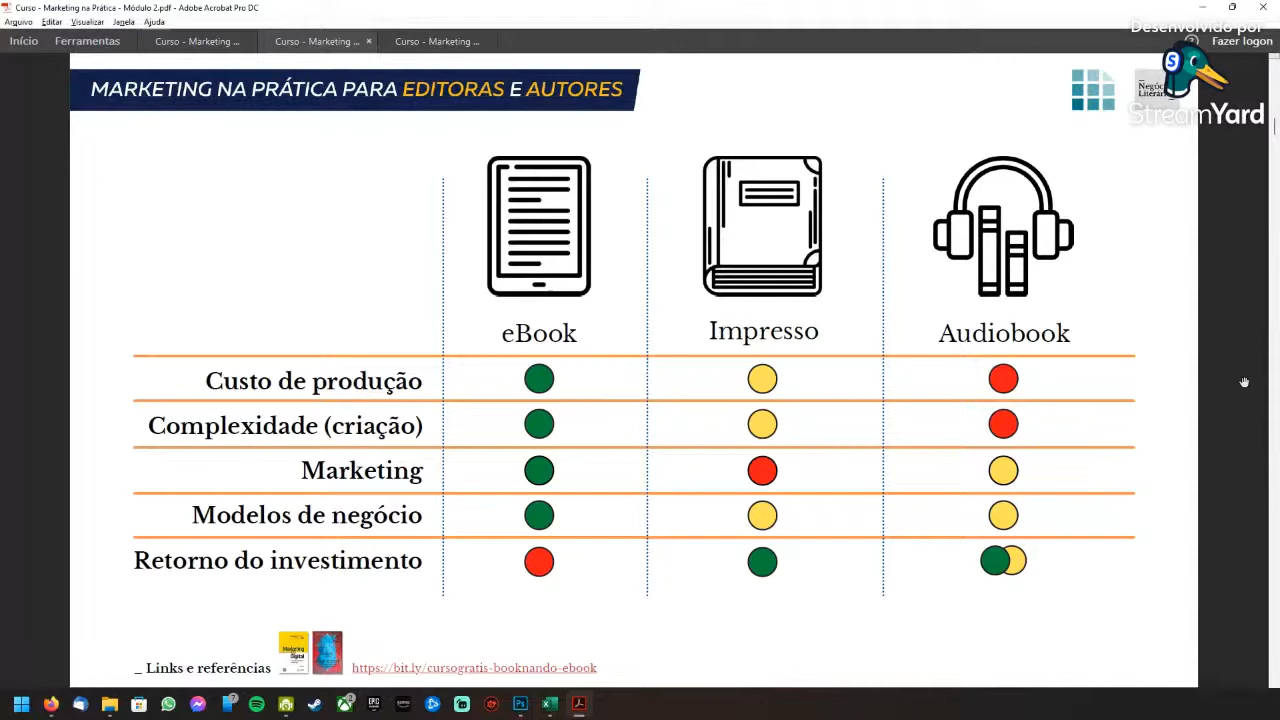 Curso - Marketing na Prática - Módulo 2.pdf - Adobe Acrobat Pro DC
Arquivo Editar Visualizar Janela Ajuda
Início Ferramentas Curso - Marketing ... Curso - Marketing ... × Curso - Marketing ... Fazer logon
Desenvolvido por
StreamYard
MARKETING NA PRÁTICA PARA EDITORAS E AUTORES
eBook Impresso Audiobook
Custo de produção
Complexidade (criação)
Marketing
Modelos de negócio
Retorno do investimento
_ Links e referências
Marketing
Digital
https://bit.ly/cursogratis-booknando-ebook